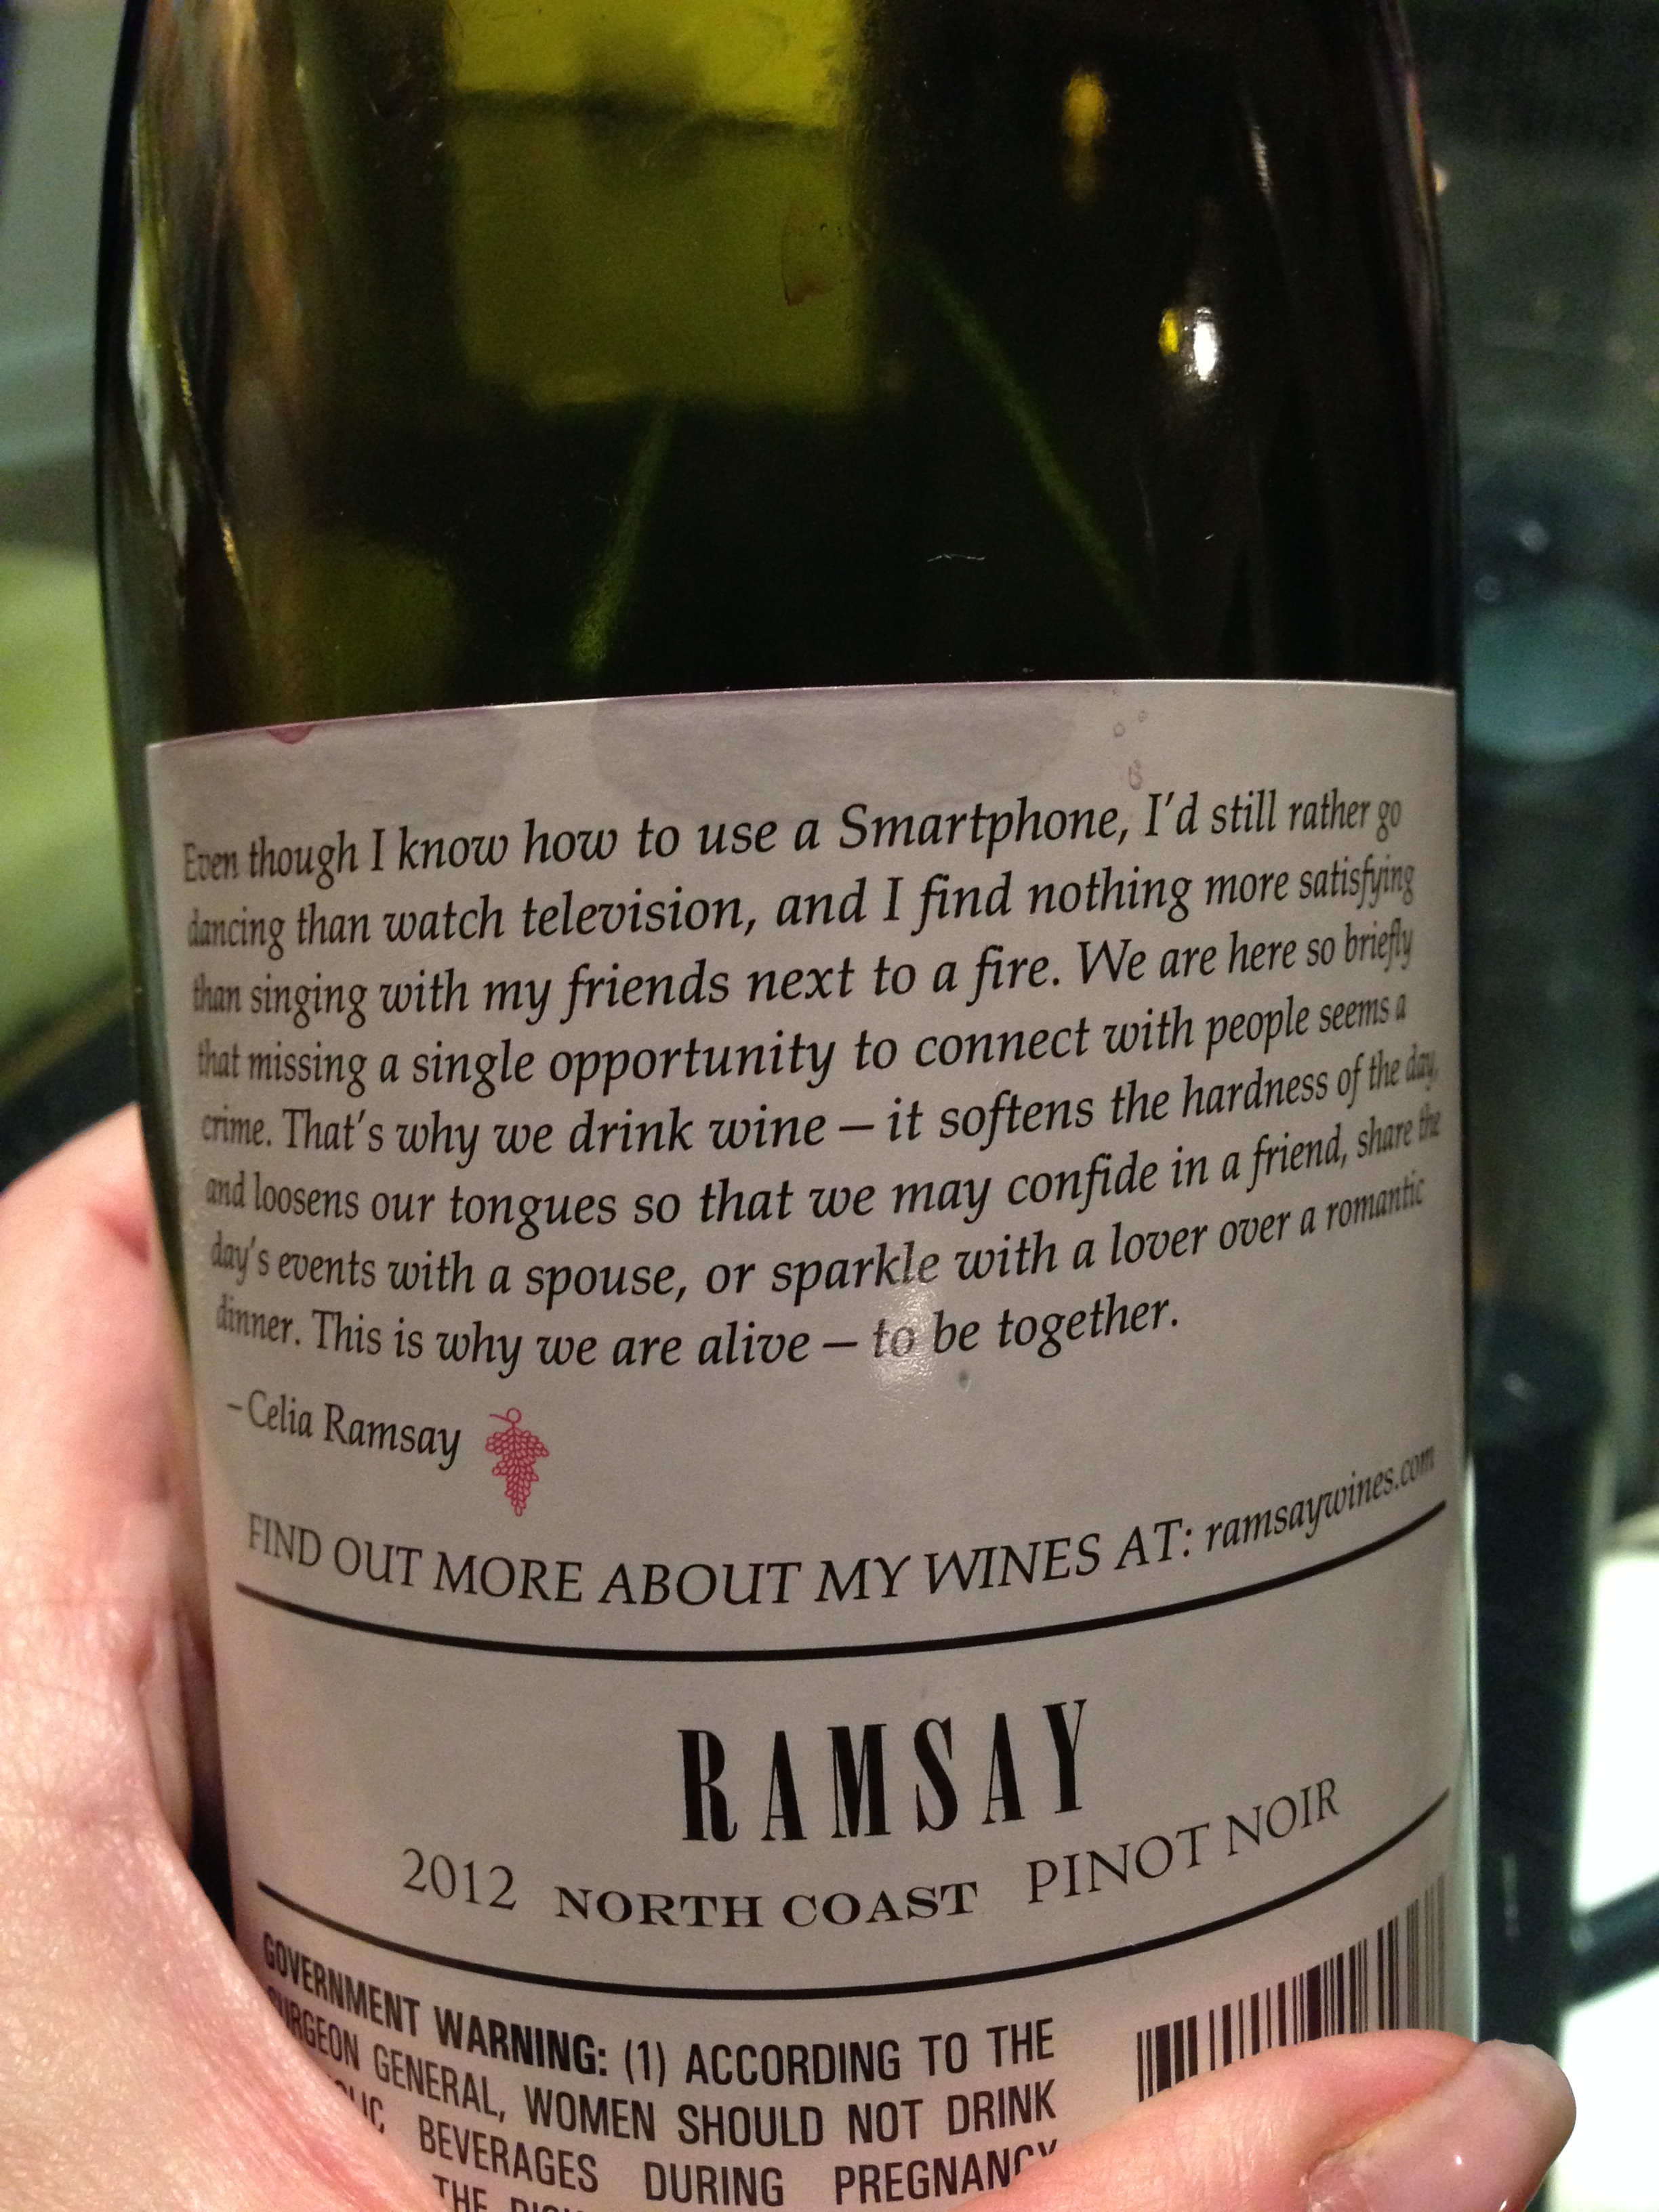 Even though I know how to use a Smartphone, I'd still rather go
dancing than watch television, and I find nothing more satisfying
than singing with my friends next to a fire. We are here so briefly
that missing a single opportunity to connect with people seems a
crime. That's why we drink wine – it softens the hardness of the day,
and loosens our tongues so that we may confide in a friend, share the
day's events with a spouse, or sparkle with a lover over a romantic
dinner. This is why we are alive – to be together.
~Celia Ramsay
FIND OUT MORE ABOUT MY WINES AT: ramsaywines.com
RAMSAY
2012 NORTH COAST PINOT NOIR
GOVERNMENT WARNING: (1) ACCORDING TO THE
SURGEON GENERAL, WOMEN SHOULD NOT DRINK
BEVERAGES DURING PREGNANCY
THE